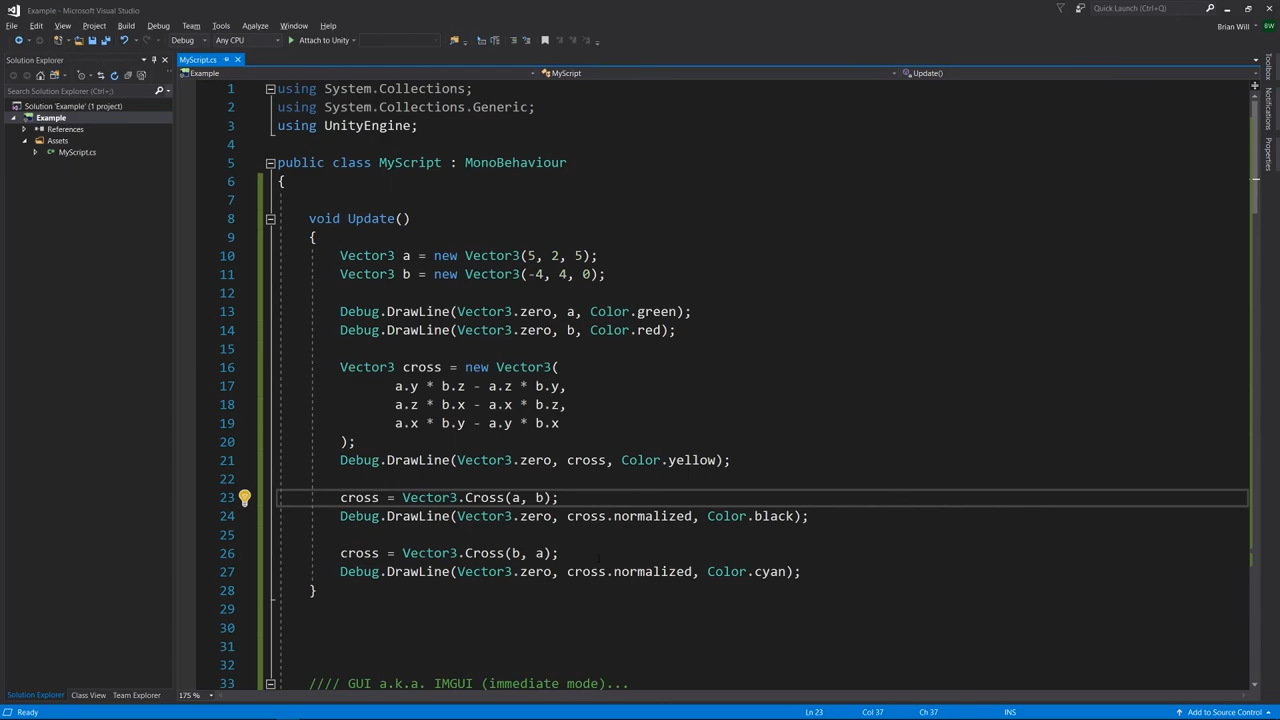 Example - Microsoft Visual Studio
Quick Launch (Ctrl+;)
File Edit View Project Build Debug Team Tools Analyze Window Help
Brian Will BW
Debug Any CPU Attach to Unity
Solution Explorer
MyScript.cs
Example MyScript Update()
Search Solution Explorer (Ctrl+;)
Solution 'Example' (1 project)
Example
References
Assets
MyScript.cs
1 using System.Collections;
2 using System.Collections.Generic;
3 using UnityEngine;
4
5 public class MyScript : MonoBehaviour
6 {
7
8 void Update()
9 {
10 Vector3 a = new Vector3(5, 2, 5);
11 Vector3 b = new Vector3(-4, 4, 0);
12
13 Debug.DrawLine(Vector3.zero, a, Color.green);
14 Debug.DrawLine(Vector3.zero, b, Color.red);
15
16 Vector3 cross = new Vector3(
17 a.y * b.z - a.z * b.y,
18 a.z * b.x - a.x * b.z,
19 a.x * b.y - a.y * b.x
20 );
21 Debug.DrawLine(Vector3.zero, cross, Color.yellow);
22
23 cross = Vector3.Cross(a, b);
24 Debug.DrawLine(Vector3.zero, cross.normalized, Color.black);
25
26 cross = Vector3.Cross(b, a);
27 Debug.DrawLine(Vector3.zero, cross.normalized, Color.cyan);
28 }
29
30
31
32
33 //// GUI a.k.a. IMGUI (immediate mode)...
Toolbox
Notifications
Properties
Solution Explorer Class View Team Explorer
175 %
Ready Ln 23 Col 37 Ch 37 INS Add to Source Control